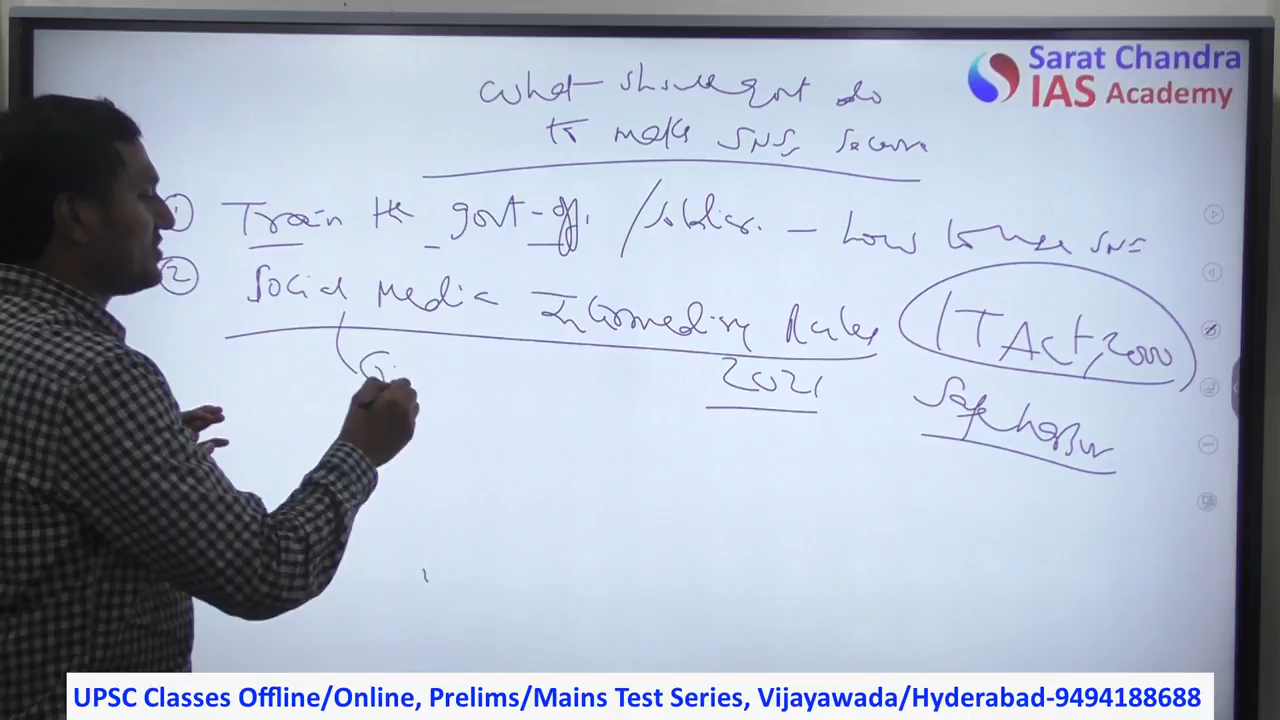 Sarat Chandra
IAS Academy
What should govt do
to make SNS secure
① Train the govt-off. /soldiers. - how to use SNS
② Social Media Intermediary Rules
2021
IT Act, 2000
Safe harbour
G
UPSC Classes Offline/Online, Prelims/Mains Test Series, Vijayawada/Hyderabad-9494188688